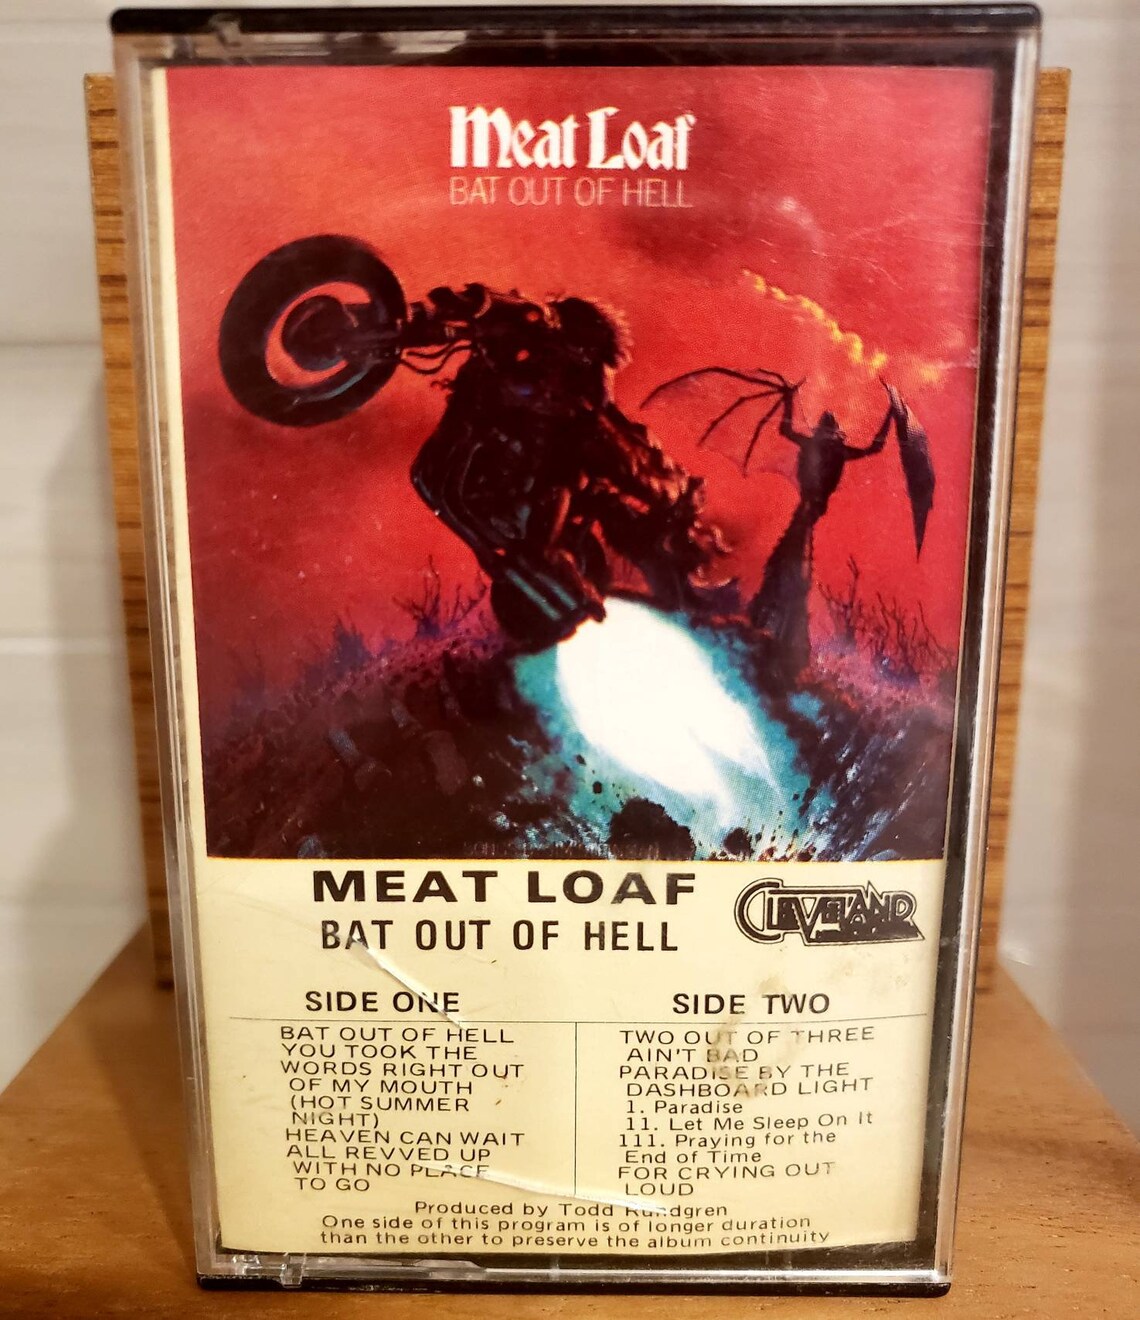 Meat Loaf
BAT OUT OF HELL
MEAT LOAF
BAT OUT OF HELL
CLEVELAND
SIDE ONE
BAT OUT OF HELL
YOU TOOK THE
WORDS RIGHT OUT
OF MY MOUTH
(HOT SUMMER
NIGHT)
HEAVEN CAN WAIT
ALL REVVED UP
WITH NO PLACE
TO GO
SIDE TWO
TWO OUT OF THREE
AIN'T BAD
PARADISE BY THE
DASHBOARD LIGHT
1. Paradise
11. Let Me Sleep On It
111. Praying for the
End of Time
FOR CRYING OUT
LOUD
Produced by Todd Rundgren
One side of this program is of longer duration
than the other to preserve the album continuity